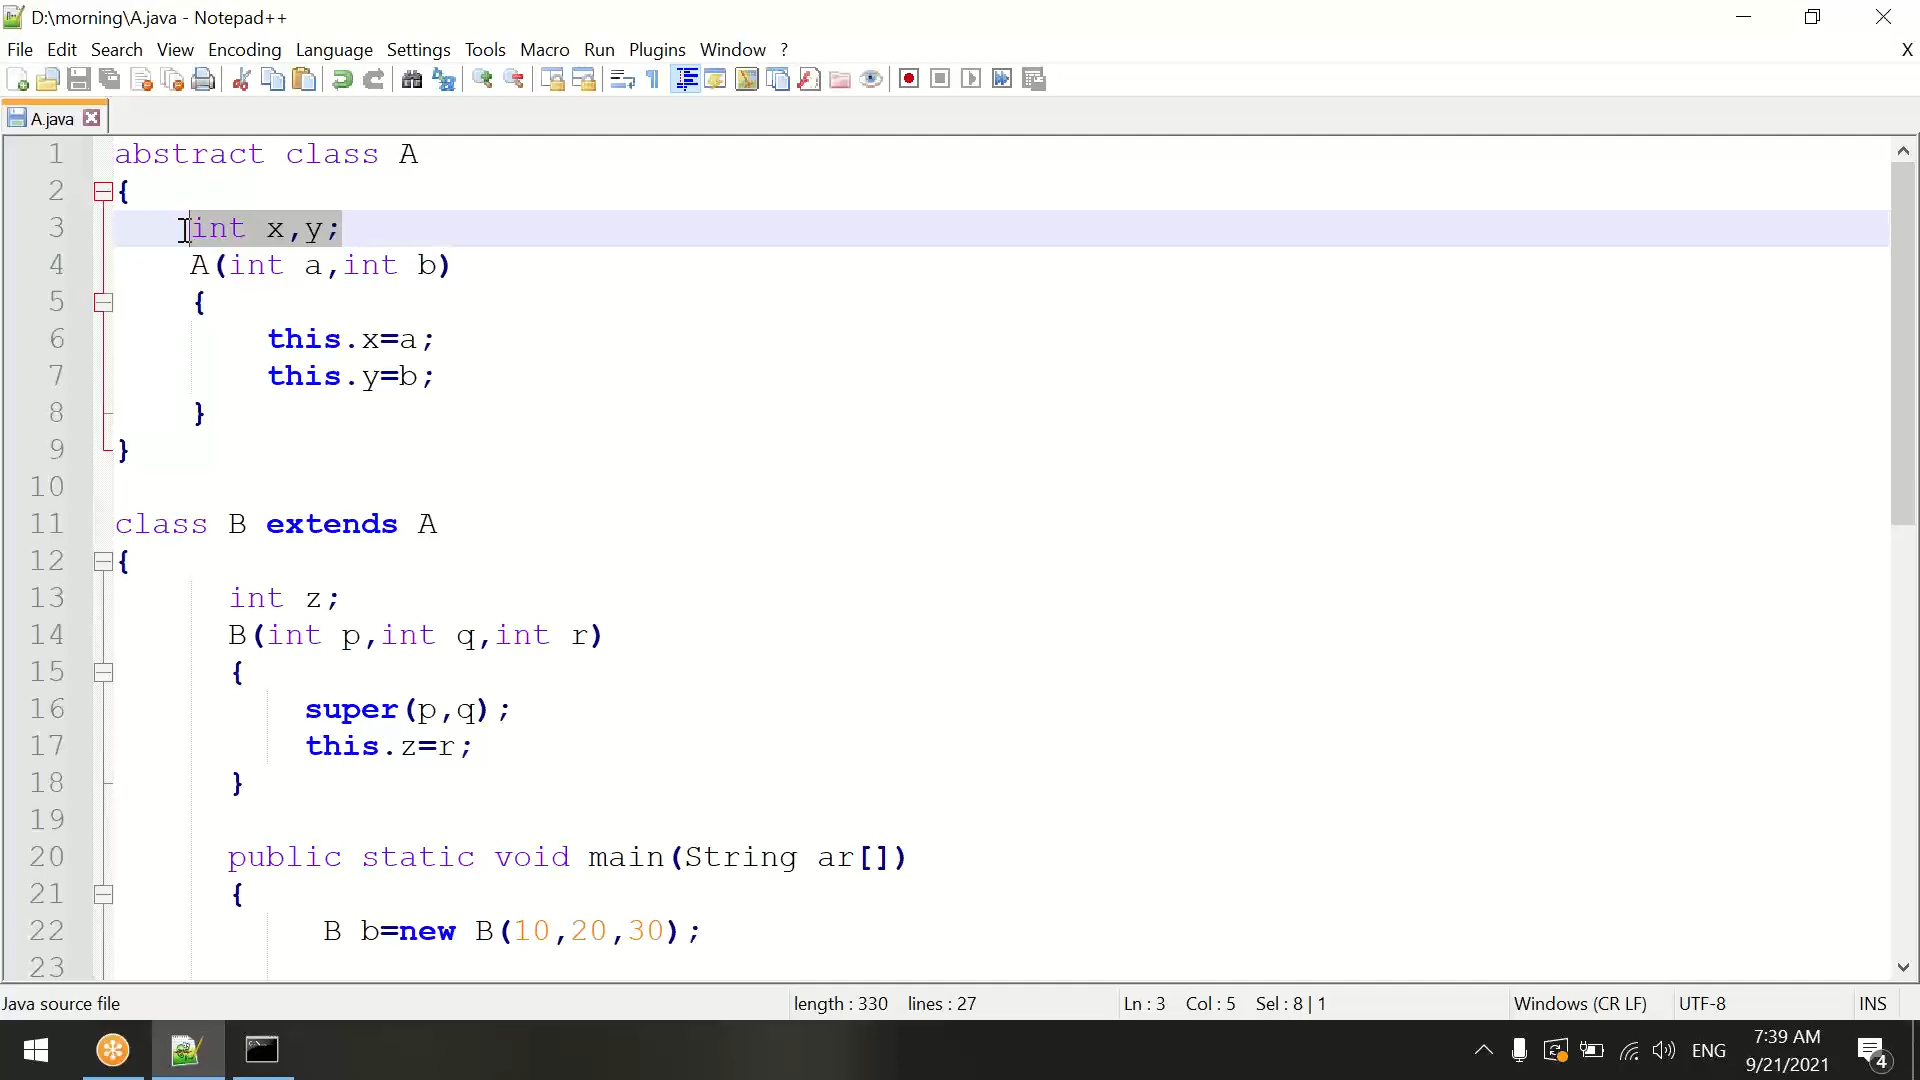 D:\morning\A.java - Notepad++
File Edit Search View Encoding Language Settings Tools Macro Run Plugins Window ? X
A.java
1 abstract class A
2 {
3 int x,y;
4 A(int a,int b)
5 {
6 this.x=a;
7 this.y=b;
8 }
9 }
10
11 class B extends A
12 {
13 int z;
14 B(int p,int q,int r)
15 {
16 super(p,q);
17 this.z=r;
18 }
19
20 public static void main(String ar[])
21 {
22 B b=new B(10,20,30);
23
Java source file length : 330 lines : 27 Ln : 3 Col : 5 Sel : 8 | 1 Windows (CR LF) UTF-8 INS
ENG 7:39 AM
9/21/2021 4